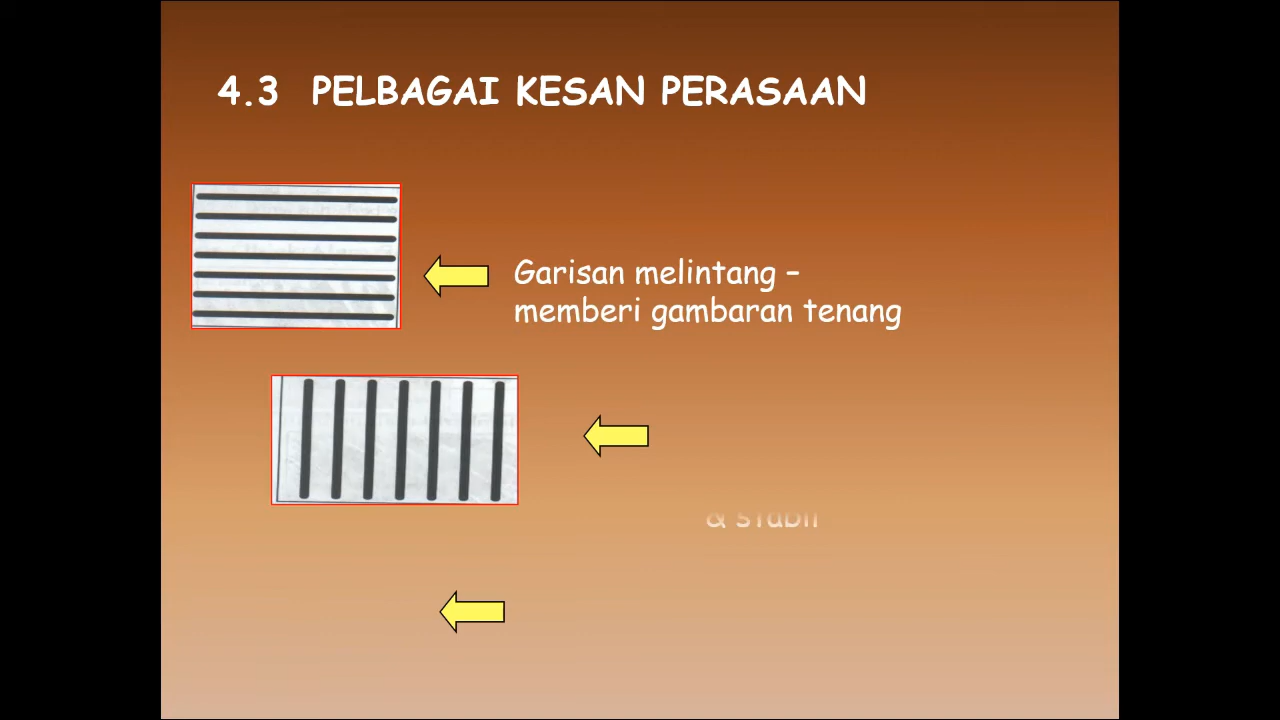 4.3 PELBAGAI KESAN PERASAAN
Garisan melintang –
memberi gambaran tenang
& stabil